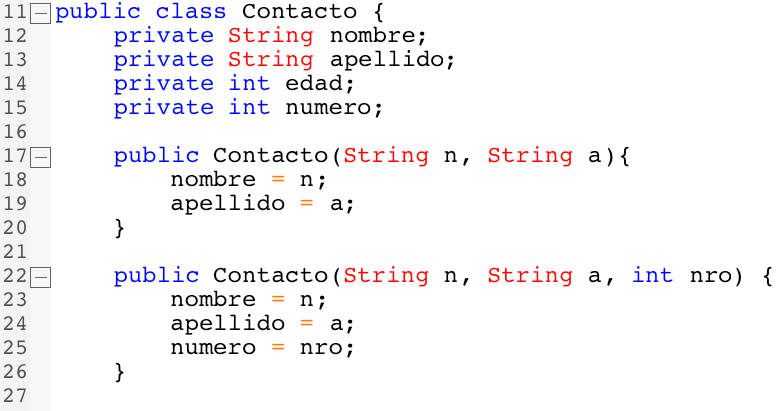 11 public class Contacto {
12     private String nombre;
13     private String apellido;
14     private int edad;
15     private int numero;
16
17     public Contacto(String n, String a){
18         nombre = n;
19         apellido = a;
20     }
21
22     public Contacto(String n, String a, int nro) {
23         nombre = n;
24         apellido = a;
25         numero = nro;
26     }
27